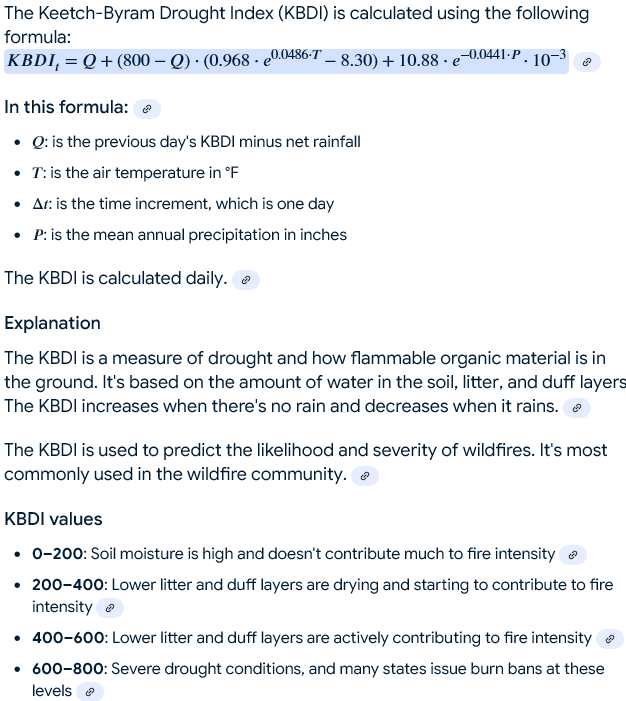 The Keetch-Byram Drought Index (KBDI) is calculated using the following
formula:
KBDIₜ = Q + (800 − Q) · (0.968 · e^{0.0486·T} − 8.30) + 10.88 · e^{−0.0441·P} · 10^{−3}
In this formula:
• Q: is the previous day's KBDI minus net rainfall
• T: is the air temperature in °F
• Δt: is the time increment, which is one day
• P: is the mean annual precipitation in inches
The KBDI is calculated daily.
Explanation
The KBDI is a measure of drought and how flammable organic material is in
the ground. It's based on the amount of water in the soil, litter, and duff layers
The KBDI increases when there's no rain and decreases when it rains.
The KBDI is used to predict the likelihood and severity of wildfires. It's most
commonly used in the wildfire community.
KBDI values
• 0–200: Soil moisture is high and doesn't contribute much to fire intensity
• 200–400: Lower litter and duff layers are drying and starting to contribute to fire
intensity
• 400–600: Lower litter and duff layers are actively contributing to fire intensity
• 600–800: Severe drought conditions, and many states issue burn bans at these
levels